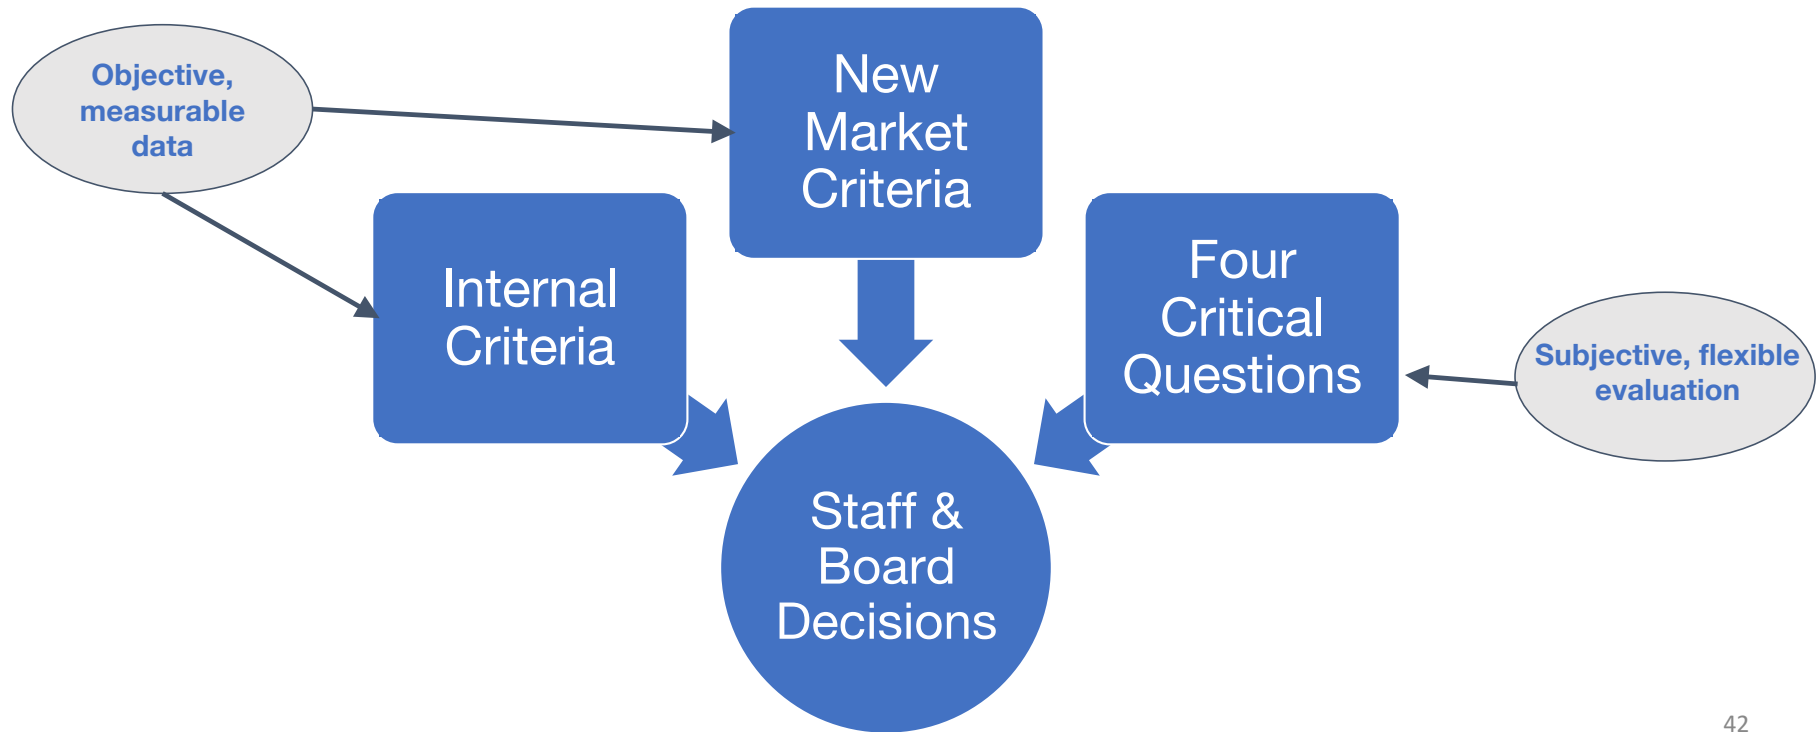 Objective,
measurable
data
New
Market
Criteria
Internal
Criteria
Four
Critical
Questions
Subjective, flexible
evaluation
Staff &
Board
Decisions
42